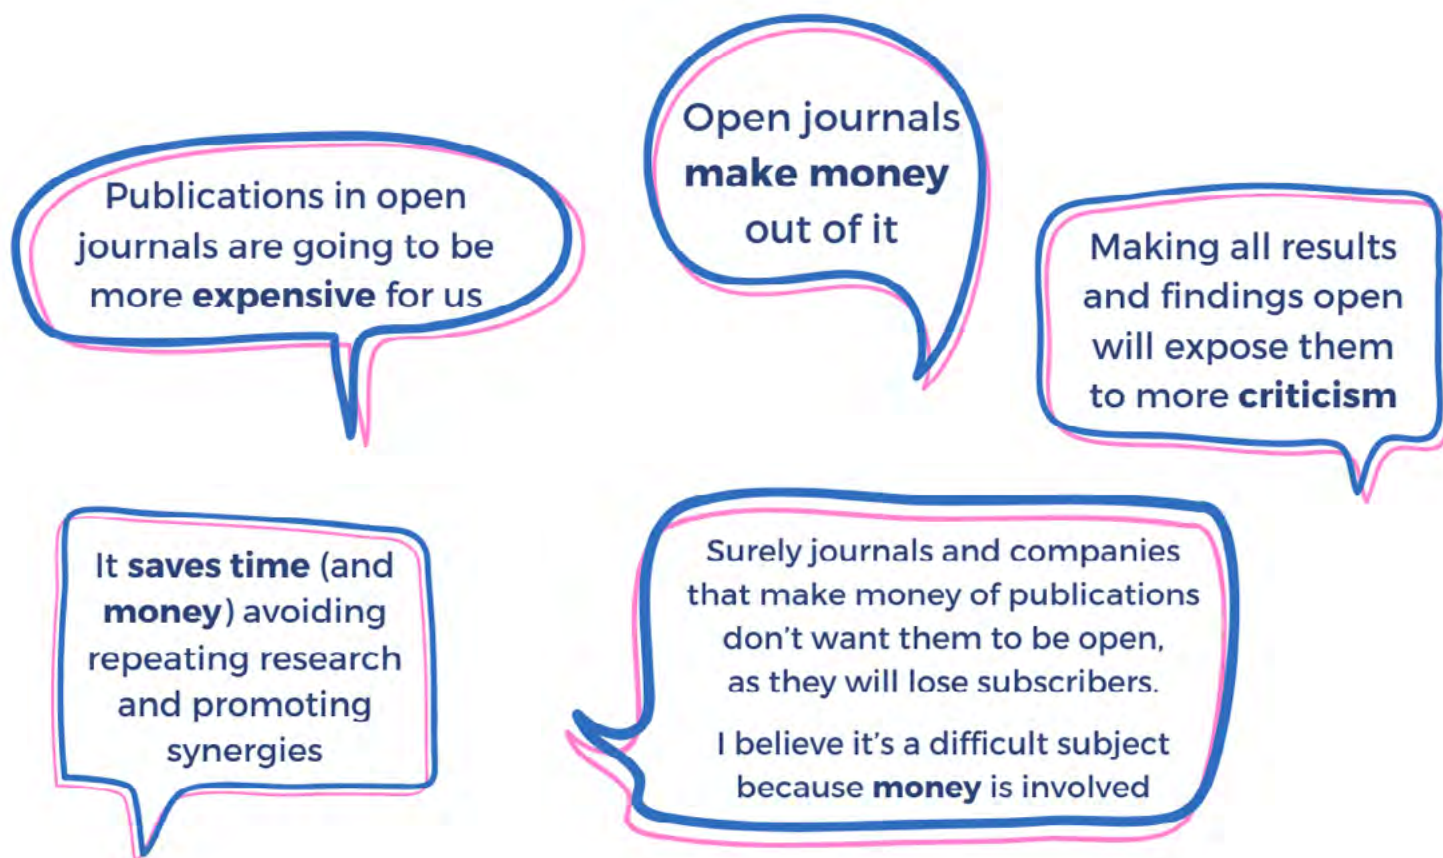 Publications in open
journals are going to be
more expensive for us
Open journals
make money
out of it
Making all results
and findings open
will expose them
to more criticism
It saves time (and
money) avoiding
repeating research
and promoting
synergies
Surely journals and companies
that make money of publications
don't want them to be open,
as they will lose subscribers.
I believe it's a difficult subject
because money is involved